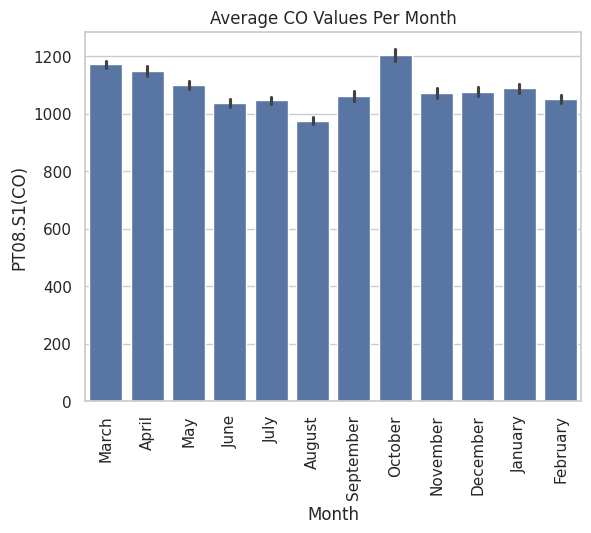 Average CO Values Per Month
PT08.S1(CO)
1200
1000
800
600
400
200
0
March
April
May
June
July
August
September
October
November
December
January
February
Month